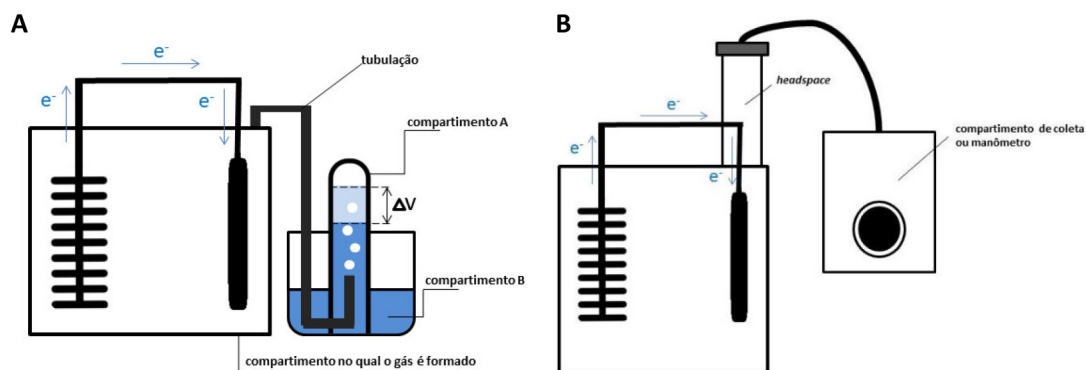 A
e-
e-
e-
tubulação
compartimento A
ΔV
compartimento B
compartimento no qual o gás é formado
B
headspace
e-
e-
e-
compartimento de coleta
ou manômetro